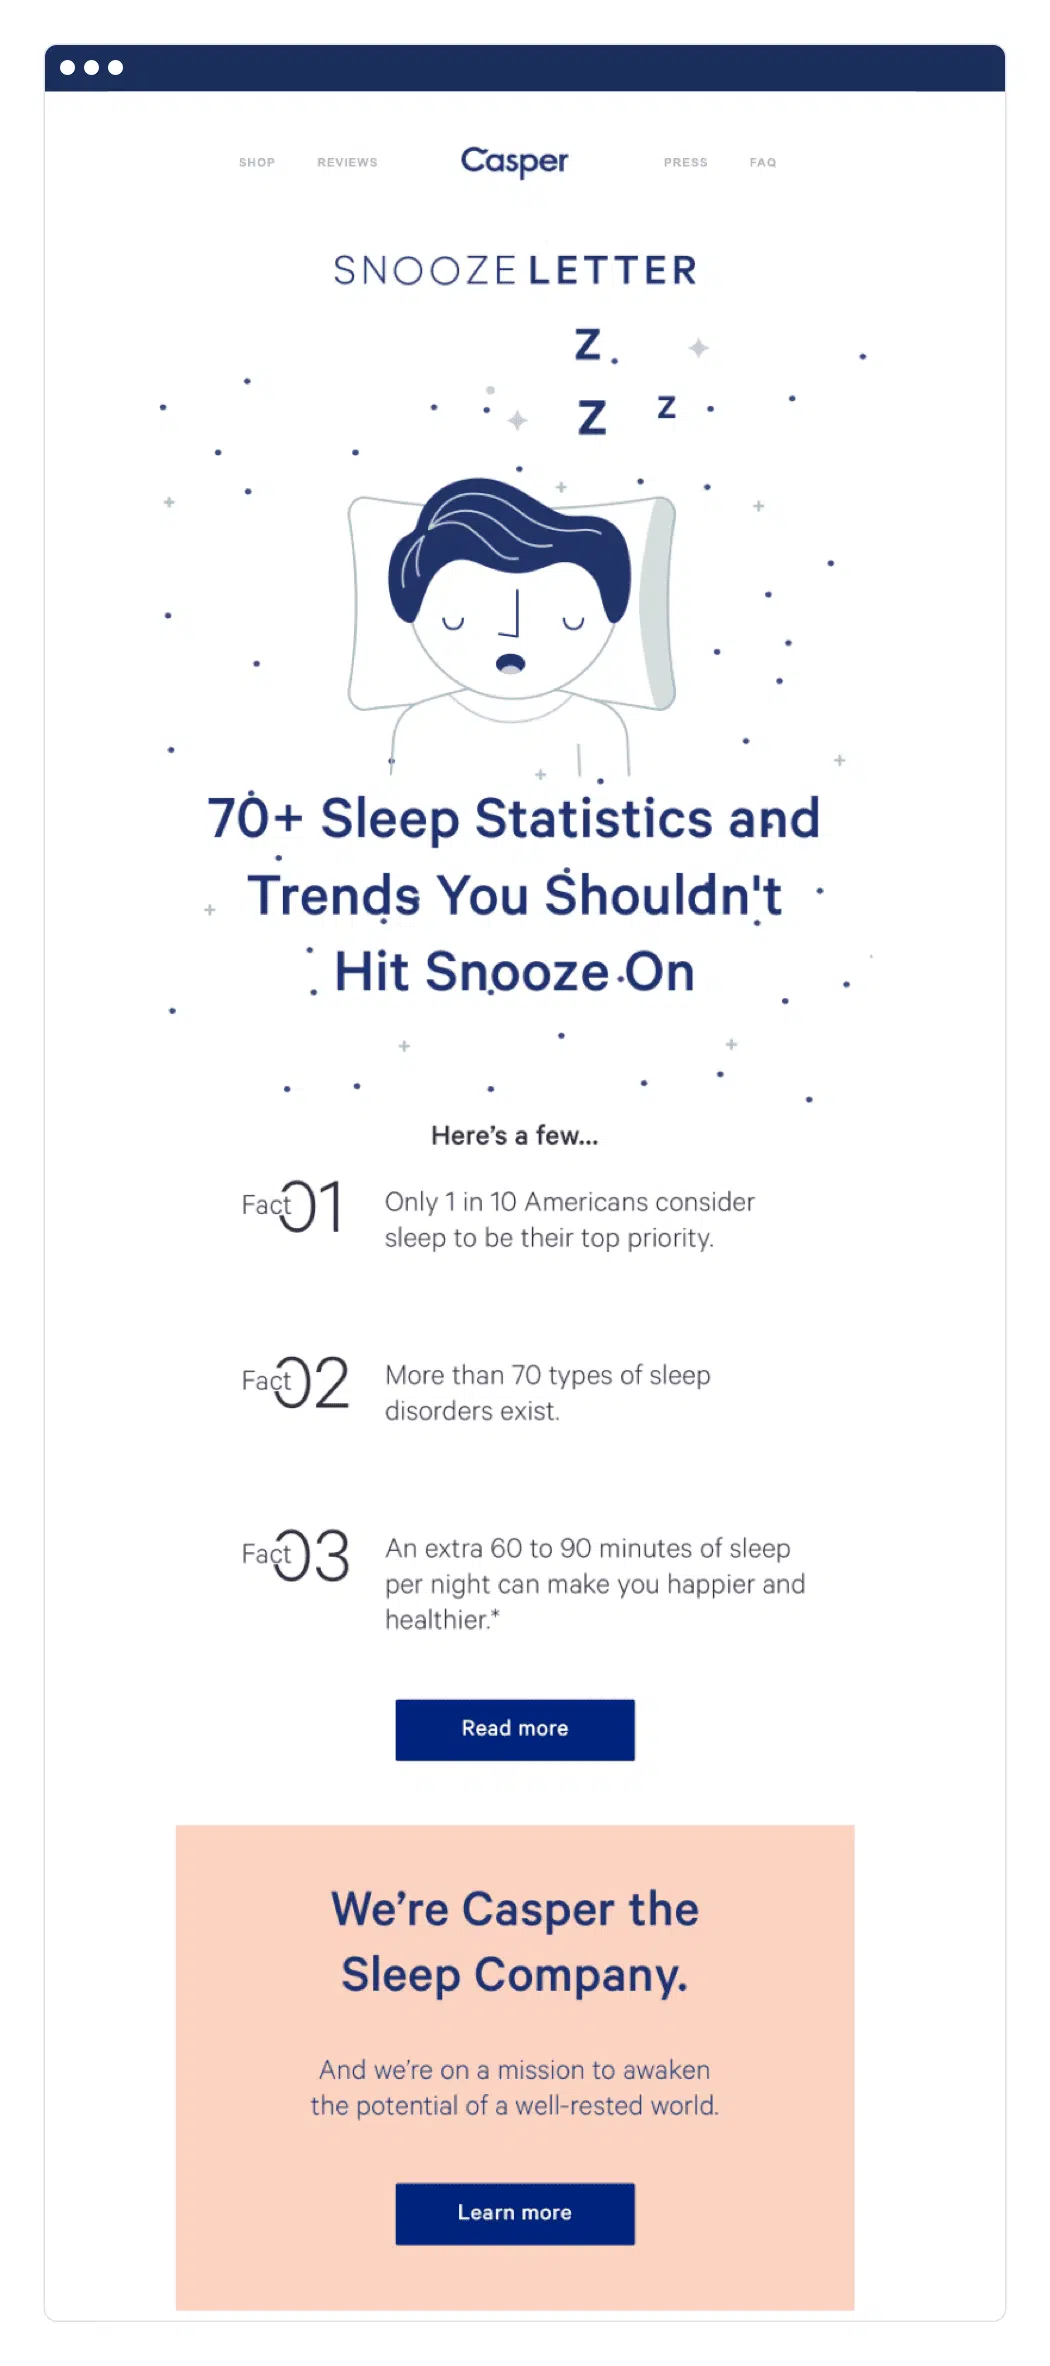 SHOP REVIEWS Casper PRESS FAQ
SNOOZE LETTER
Z
Z Z
70+ Sleep Statistics and
Trends You Shouldn't
Hit Snooze On
Here's a few...
Fact 01 Only 1 in 10 Americans consider
sleep to be their top priority.
Fact 02 More than 70 types of sleep
disorders exist.
Fact 03 An extra 60 to 90 minutes of sleep
per night can make you happier and
healthier.*
Read more
We’re Casper the
Sleep Company.
And we’re on a mission to awaken
the potential of a well-rested world.
Learn more